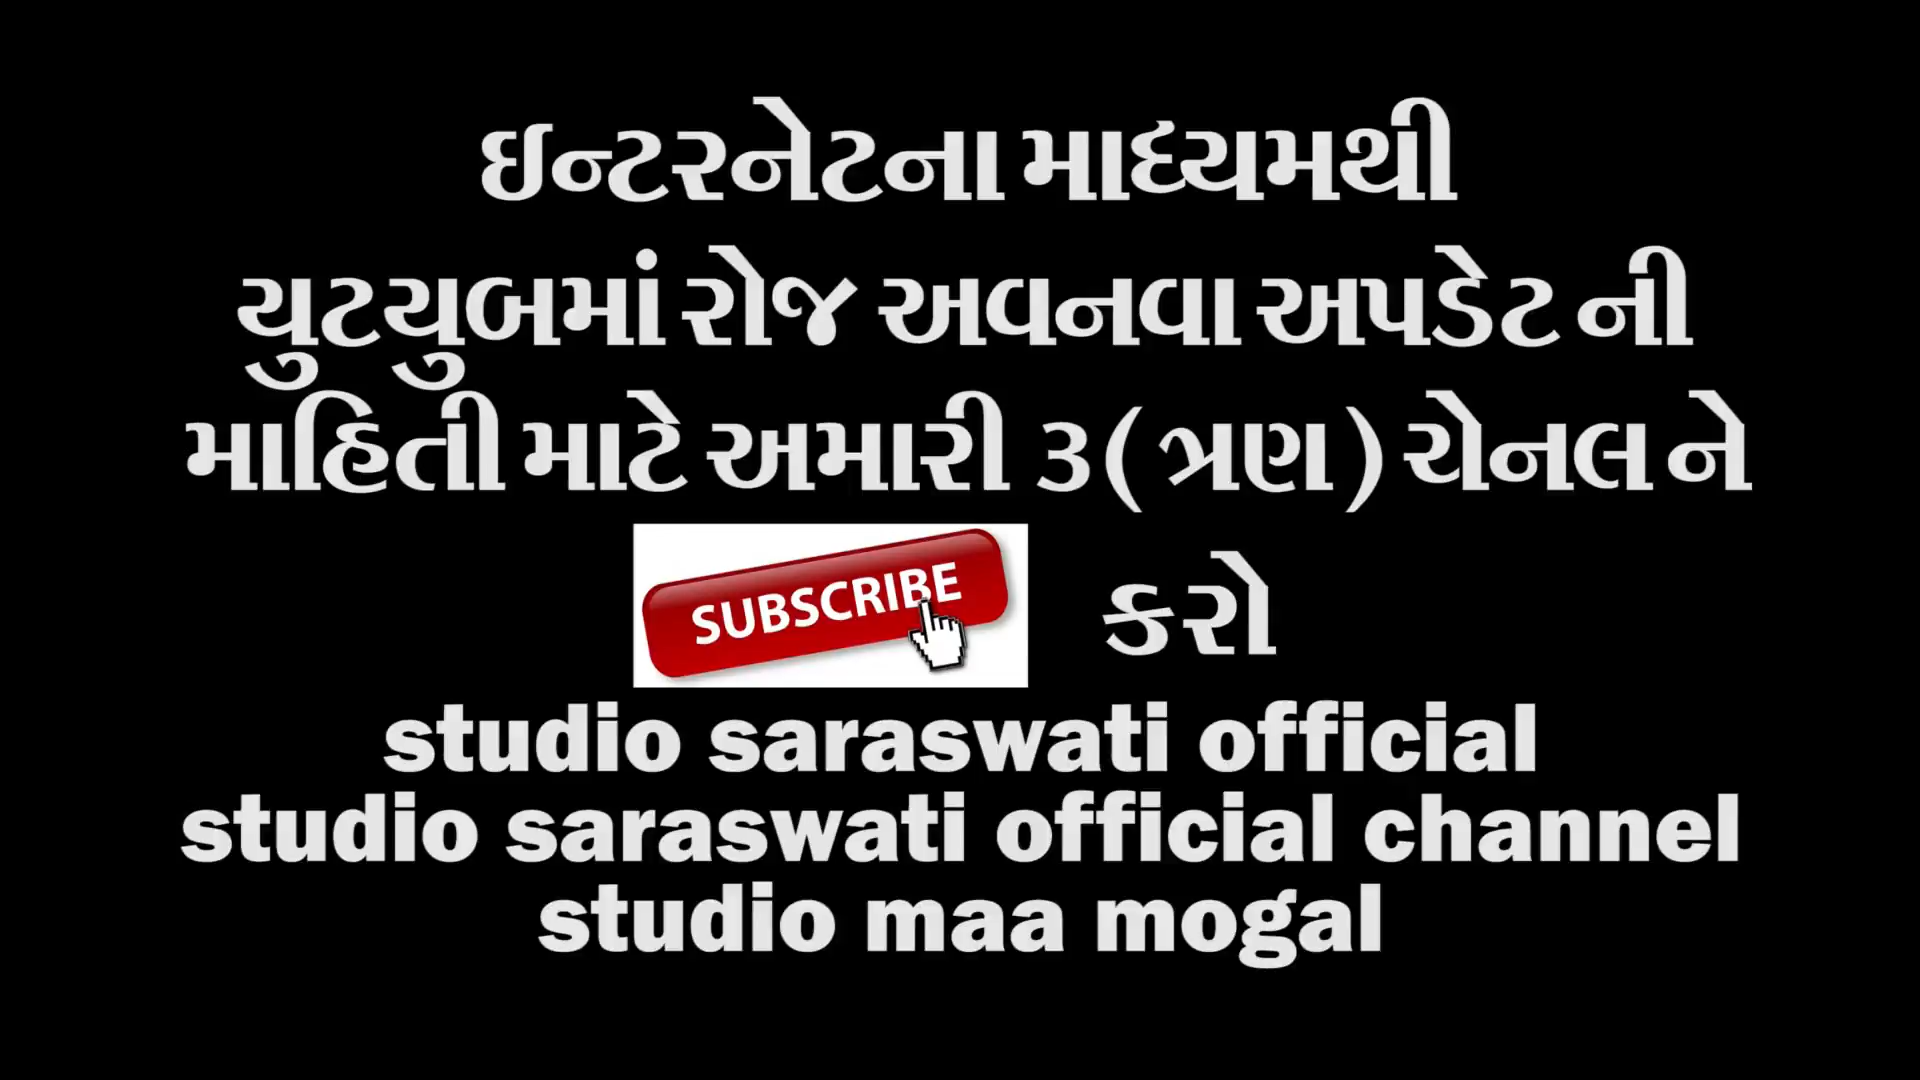 ઇન્ટરનેટના માધ્યમથી
યુટયુબમાં રોજ અવનવા અપડેટ ની
માહિતી માટે અમારી ૩( ત્રણ ) ચેનલ ને
SUBSCRIBE કરો
studio saraswati official
studio saraswati official channel
studio maa mogal